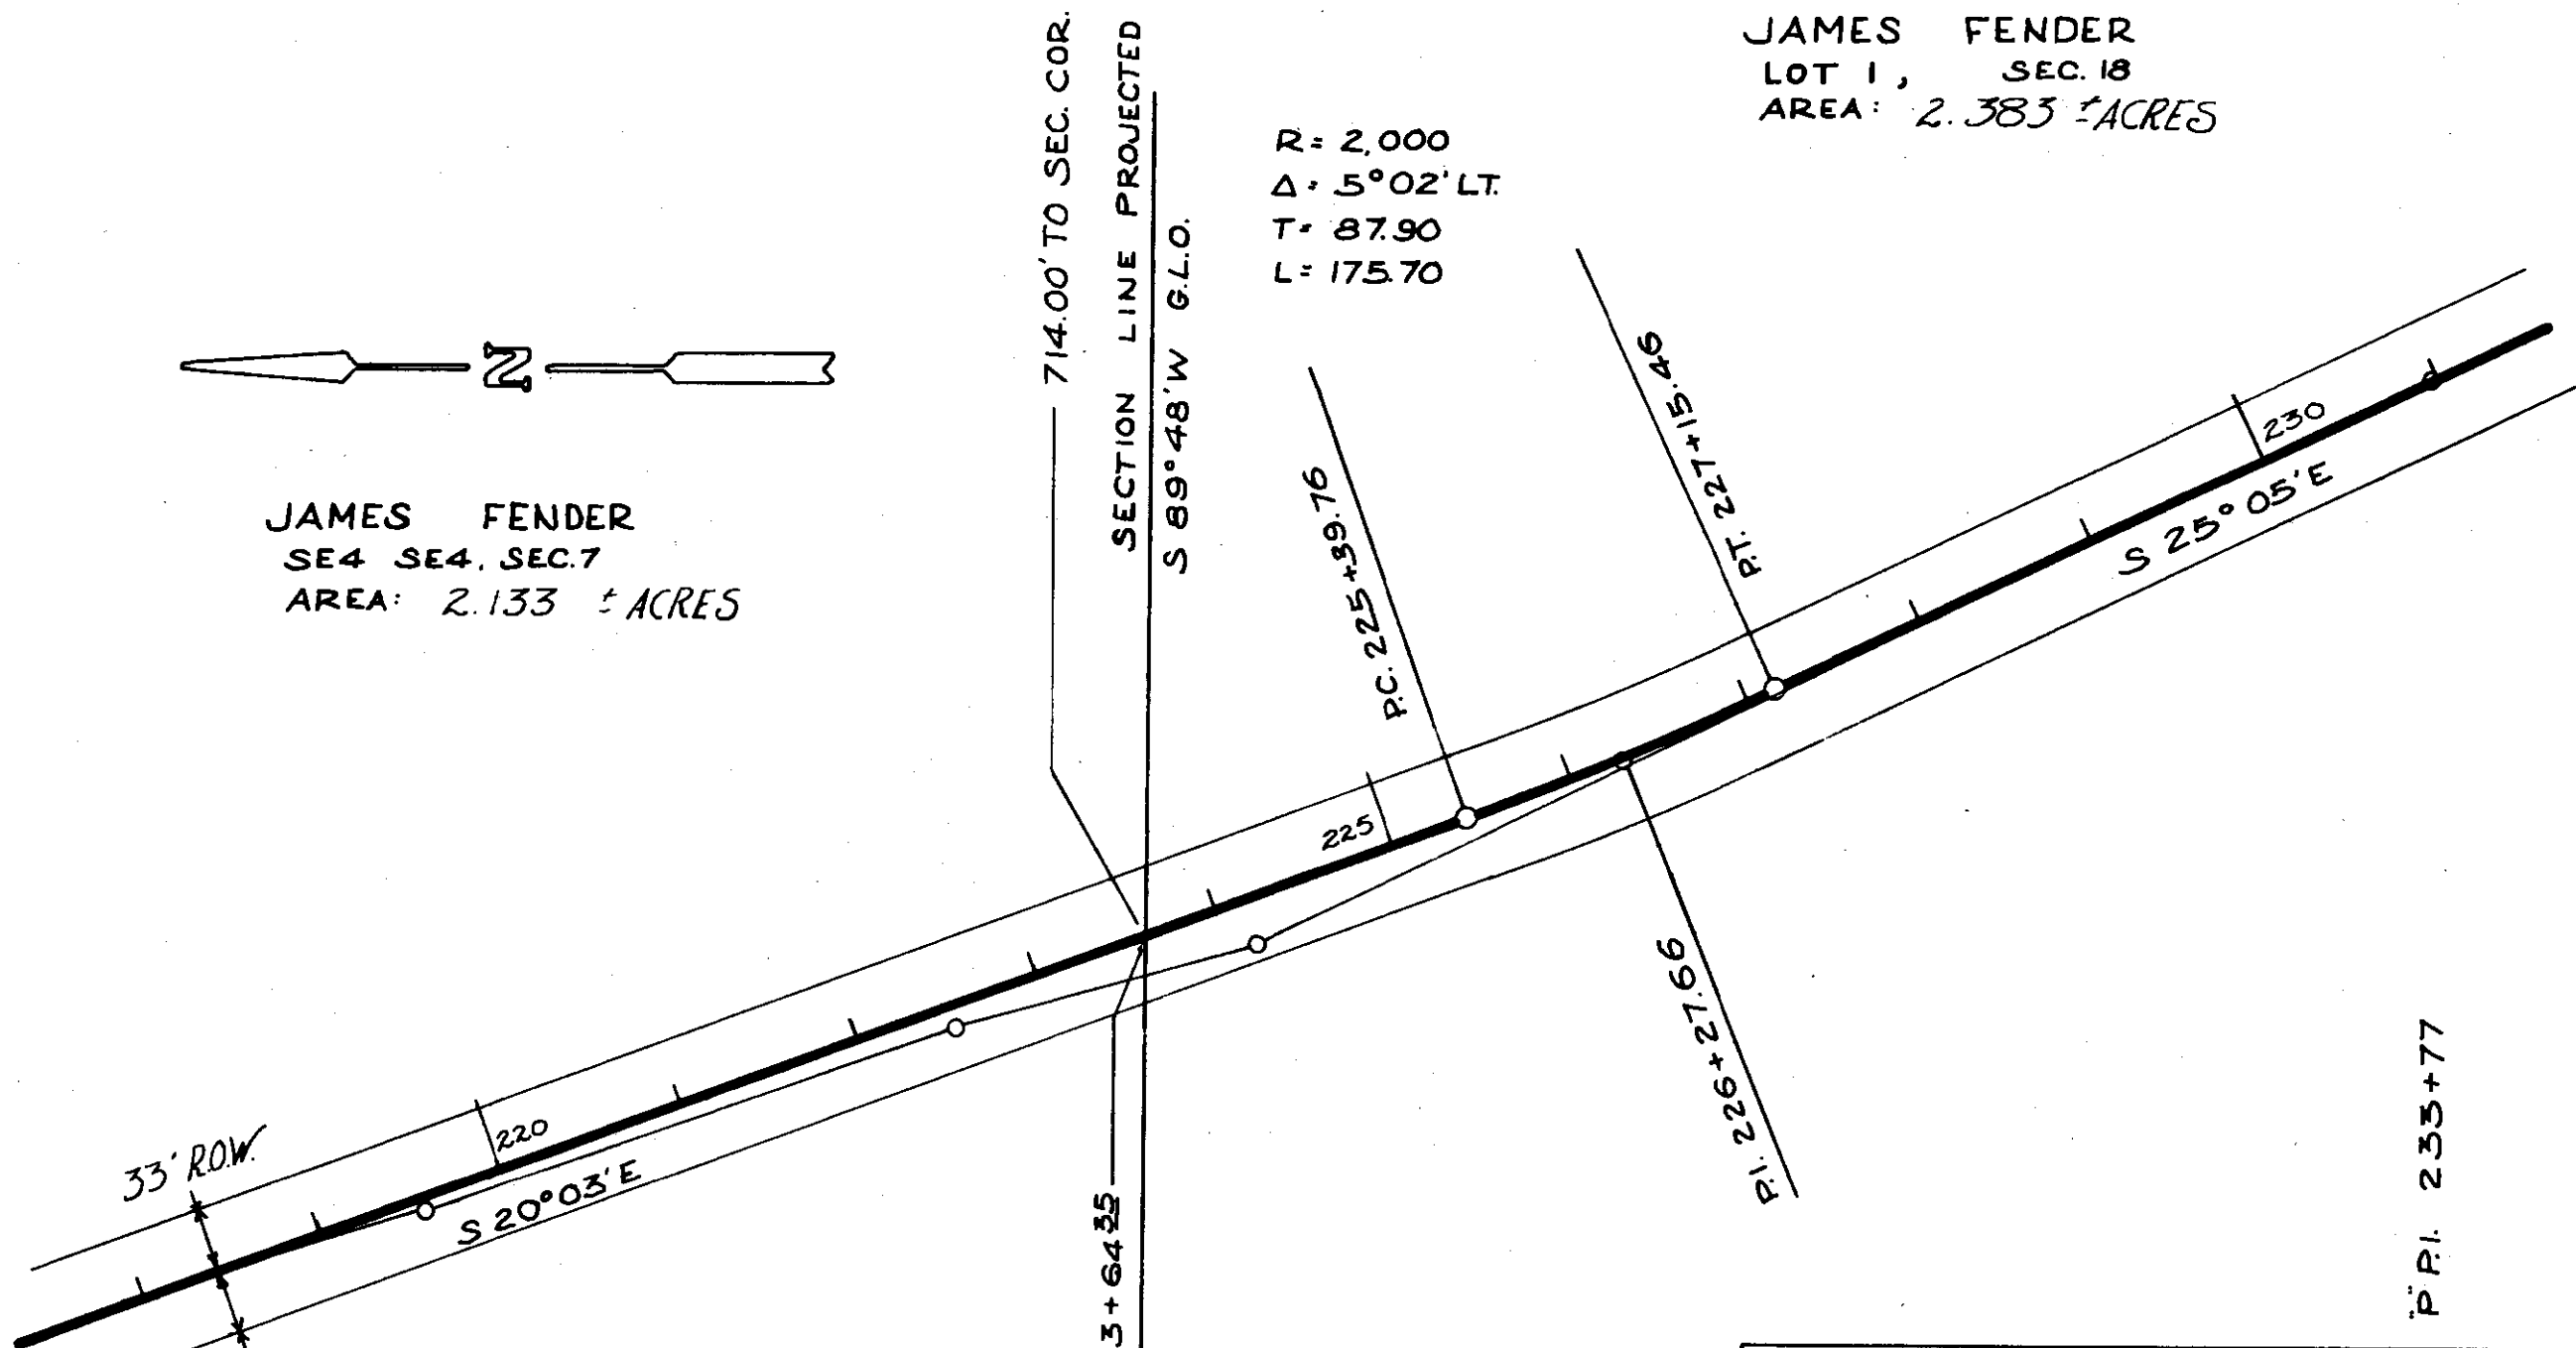 JAMES FENDER
LOT 1, SEC. 18
AREA: 2.383 ± ACRES
714.00' TO SEC. COR.
SECTION LINE PROJECTED
S 89°48'W G.L.O.
R= 2,000
Δ= 5°02' LT.
T= 87.90
L= 175.70
N
JAMES FENDER
SE4 SE4, SEC. 7
AREA: 2.133 ± ACRES
P.C. 225+39.76
P.T. 227+15.46
230
S 25°05'E
225
P.I. 226+27.66
220
33' R.O.W.
S 20°03'E
3+64 35
"P" P.I. 233+77